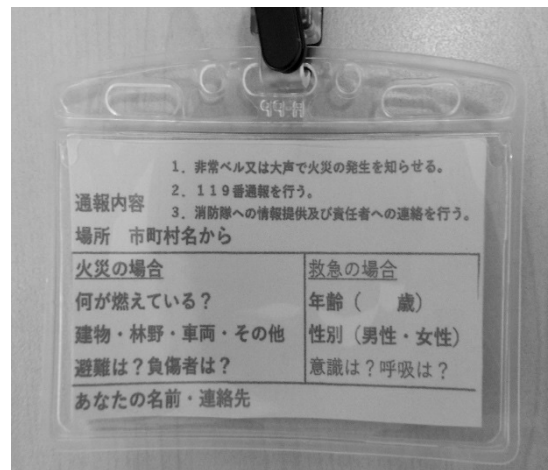 1．非常ベル又は大声で火災の発生を知らせる。
2．119番通報を行う。
3．消防隊への情報提供及び責任者への連絡を行う。
通報内容
場所　市町村名から
火災の場合
何が燃えている？
建物・林野・車両・その他
避難は？負傷者は？
救急の場合
年齢（　　歳）
性別（男性・女性）
意識は？呼吸は？
あなたの名前・連絡先